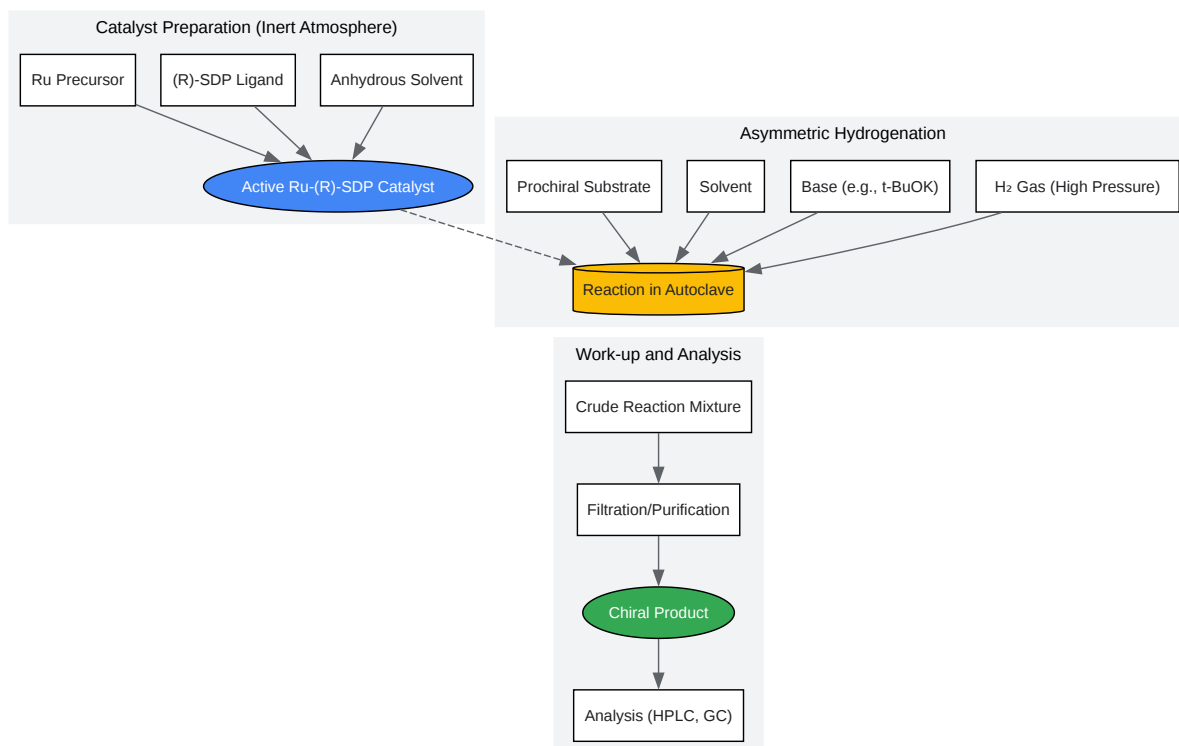 Catalyst Preparation (Inert Atmosphere)
Ru Precursor
(R)-SDP Ligand
Anhydrous Solvent
Active Ru-(R)-SDP Catalyst
Asymmetric Hydrogenation
Prochiral Substrate
Solvent
Base (e.g., t-BuOK)
H₂ Gas (High Pressure)
Reaction in Autoclave
Work-up and Analysis
Crude Reaction Mixture
Filtration/Purification
Chiral Product
Analysis (HPLC, GC)